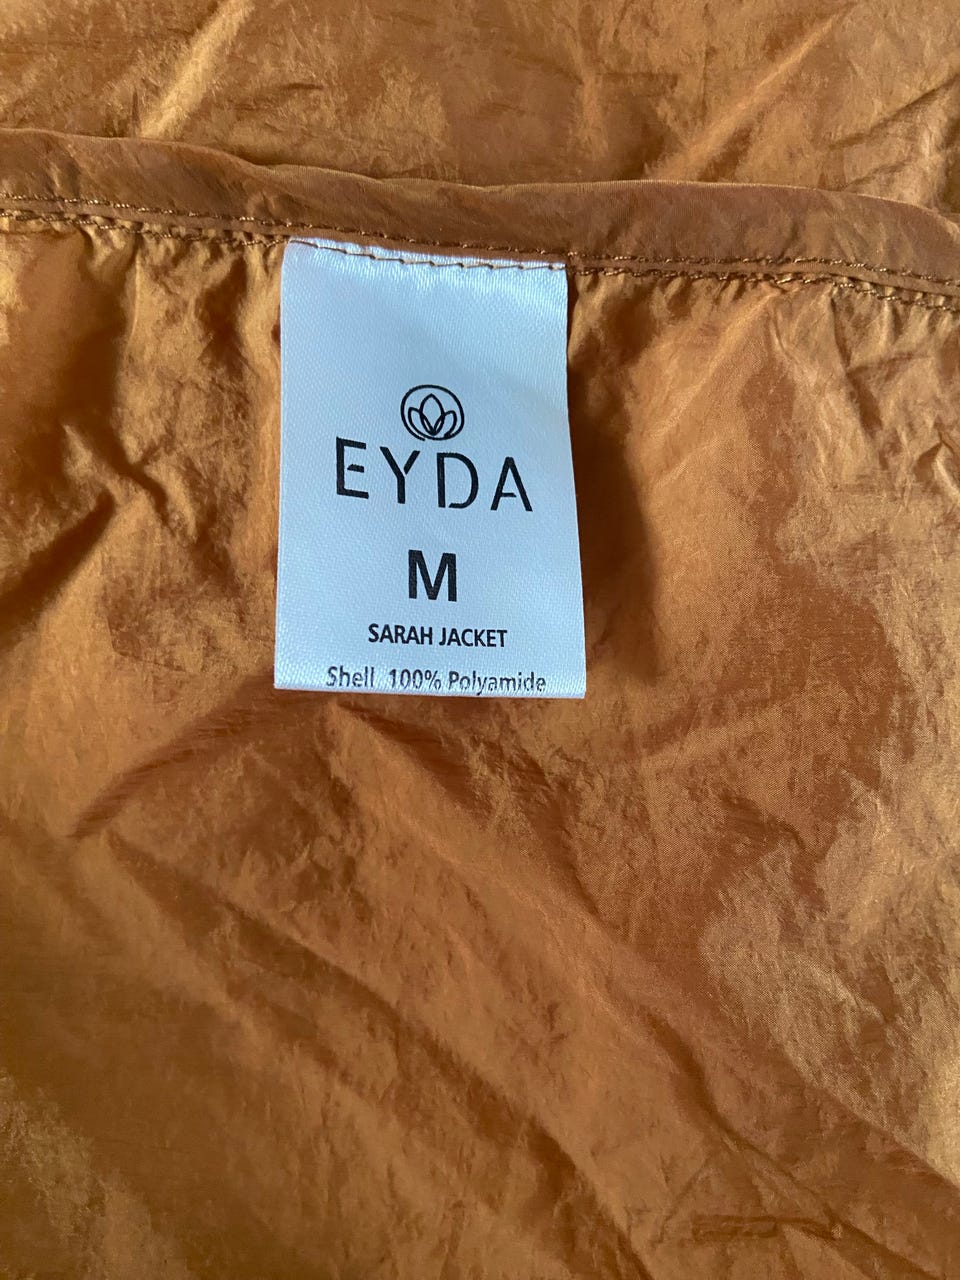 EYDA
M
SARAH JACKET
Shell 100% Polyamide